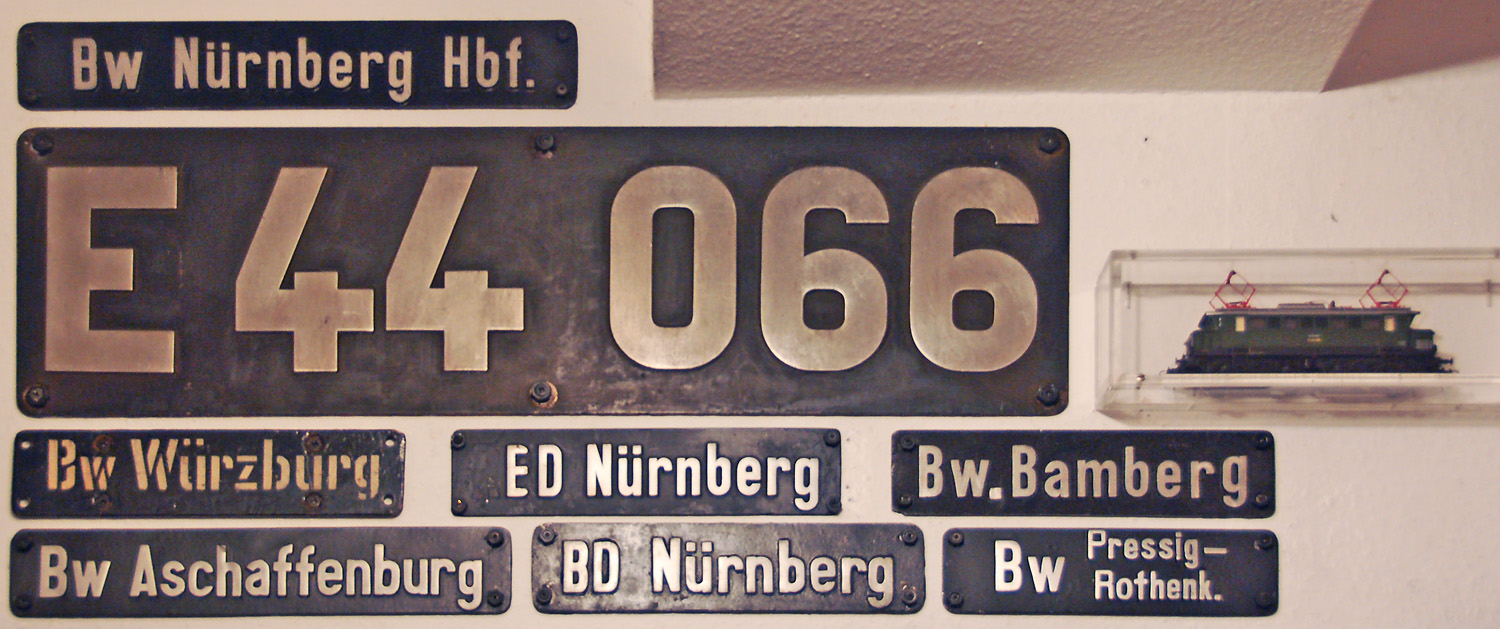 Bw Nürnberg Hbf.
E 44 066
Bw Würzburg
ED Nürnberg
Bw. Bamberg
Bw Aschaffenburg
BD Nürnberg
Bw Pressig–
Rothenk.